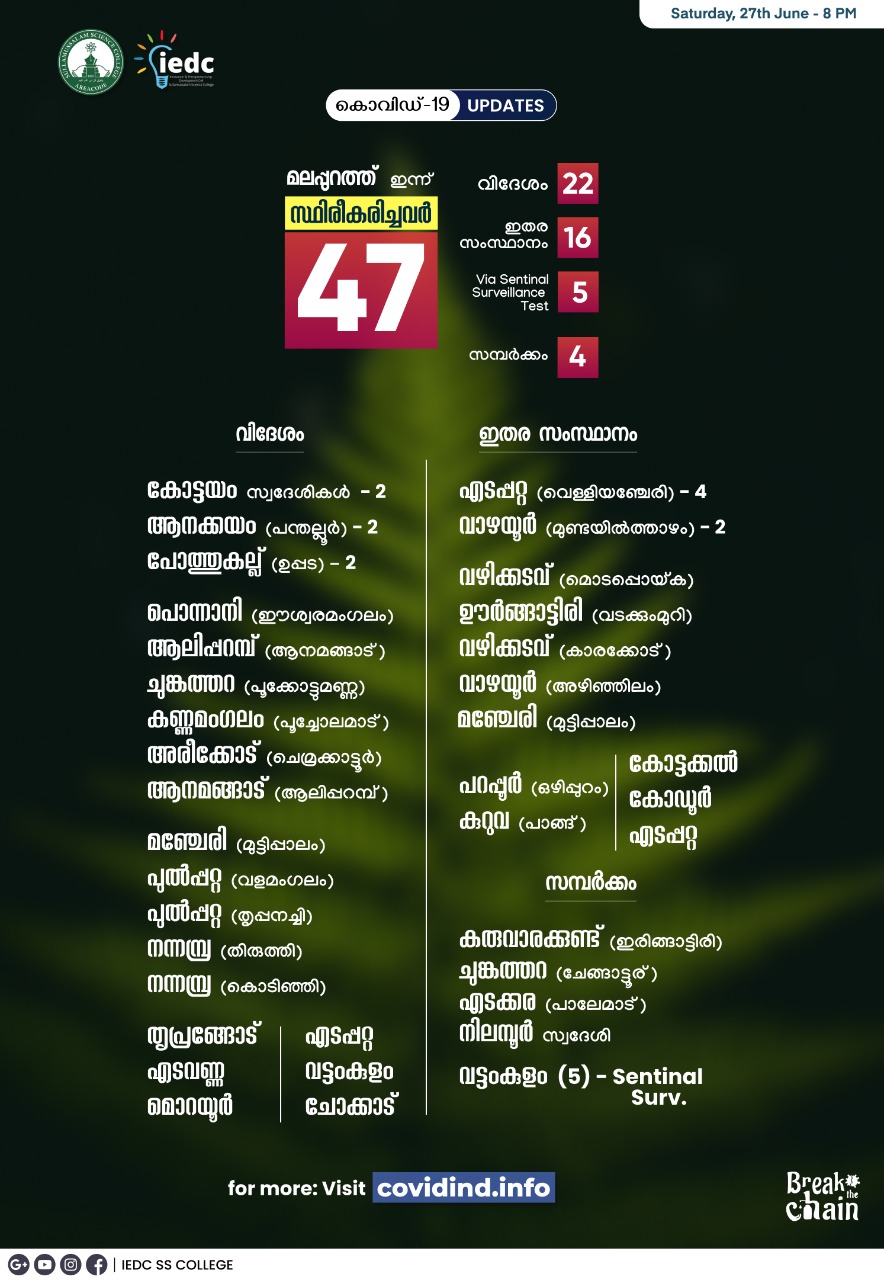 Saturday, 27th June - 8 PM
SULLAMUSSALAM SCIENCE COLLEGE
AREACODE
iedc
കൊവിഡ്-19 UPDATES
മലപ്പുറത്ത് ഇന്ന്
സ്ഥിരീകരിച്ചവർ
47
വിദേശം 22
ഇതര
സംസ്ഥാനം 16
Via Sentinal
Surveillance
Test
5
സമ്പർക്കം 4
വിദേശം
കോട്ടയം സ്വദേശികൾ - 2
ആനക്കയം (പന്തല്ലൂർ) - 2
പോത്തുകല്ല് (ഉപ്പട) - 2
പൊന്നാനി (ഈശ്വരമംഗലം)
ആലിപ്പറമ്പ് (ആനമങ്ങാട്)
ചുങ്കത്തറ (പൂക്കോട്ടുമണ്ണ)
കണ്ണമംഗലം (പൂച്ചോലമാട്)
അരീക്കോട് (ചെമ്രക്കാട്ടൂർ)
ആനമങ്ങാട് (ആലിപ്പറമ്പ്)
മഞ്ചേരി (മുട്ടിപ്പാലം)
പുൽപ്പറ്റ (വളമംഗലം)
പുൽപ്പറ്റ (തൃപ്പനച്ചി)
നന്നമ്പ്ര (തിരുത്തി)
നന്നമ്പ്ര (കൊടിഞ്ഞി)
തൃപ്രങ്ങോട്
എടവണ്ണ
മൊറയൂർ
എടപ്പറ്റ
വട്ടംകുളം
ചോക്കാട്
ഇതര സംസ്ഥാനം
എടപ്പറ്റ (വെള്ളിയഞ്ചേരി) - 4
വാഴയൂർ (മുണ്ടയിൽത്താഴം) - 2
വഴിക്കടവ് (മൊടപ്പൊയ്ക)
ഊർങ്ങാട്ടിരി (വടക്കുംമുറി)
വഴിക്കടവ് (കാരക്കോട്)
വാഴയൂർ (അഴിഞ്ഞിലം)
മഞ്ചേരി (മുട്ടിപ്പാലം)
പറപ്പൂർ (ഒഴിപ്പുറം)
കുറുവ (പാങ്ങ്)
കോട്ടക്കൽ
കോഡൂർ
എടപ്പറ്റ
സമ്പർക്കം
കരുവാരക്കുണ്ട് (ഇരിങ്ങാട്ടിരി)
ചുങ്കത്തറ (ചേങ്ങാട്ടൂര്)
എടക്കര (പാലേമാട്)
നിലമ്പൂർ സ്വദേശി
വട്ടംകുളം (5) - Sentinal
Surv.
for more: Visit covidind.info
Break
the
chain
IEDC SS COLLEGE